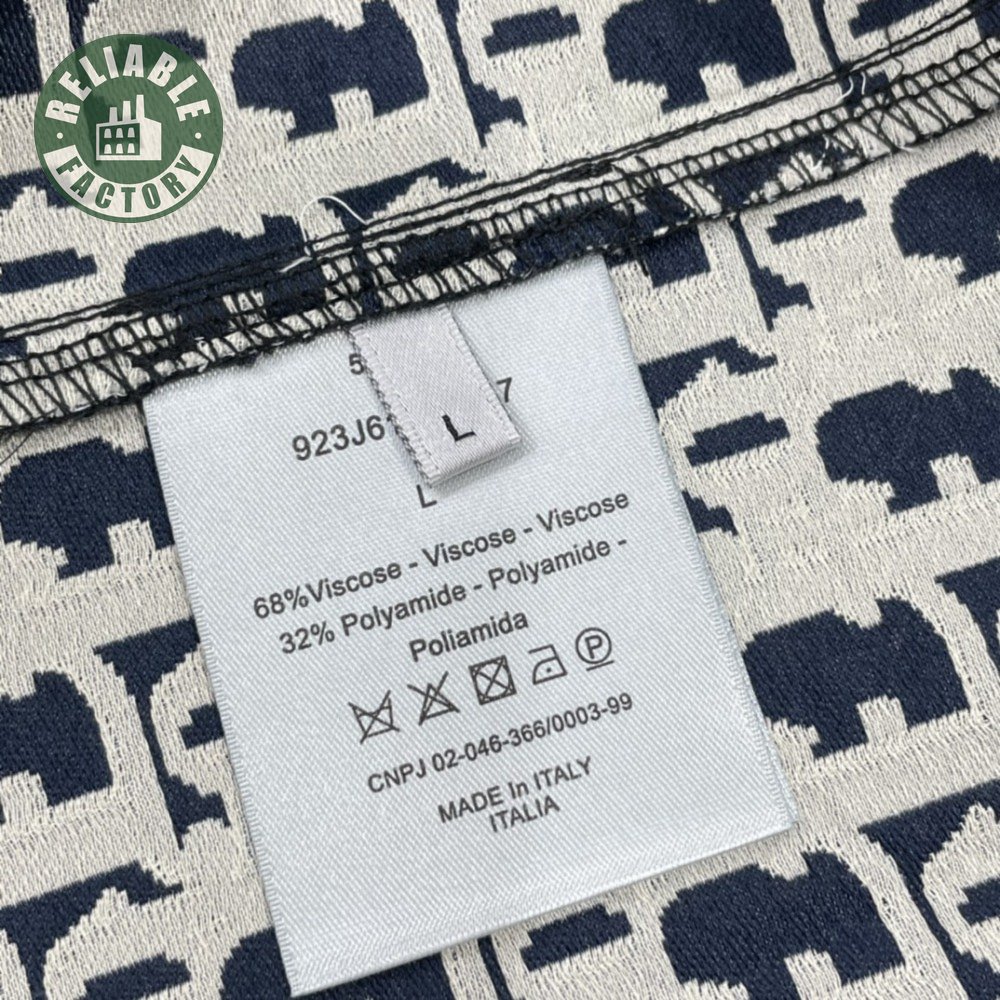 RELIABLE
FACTORY
5
923J6 7
L
L
68%Viscose - Viscose - Viscose
32% Polyamide - Polyamide -
Poliamida
P
CNPJ 02-046-366/0003-99
MADE In ITALY
ITALIA